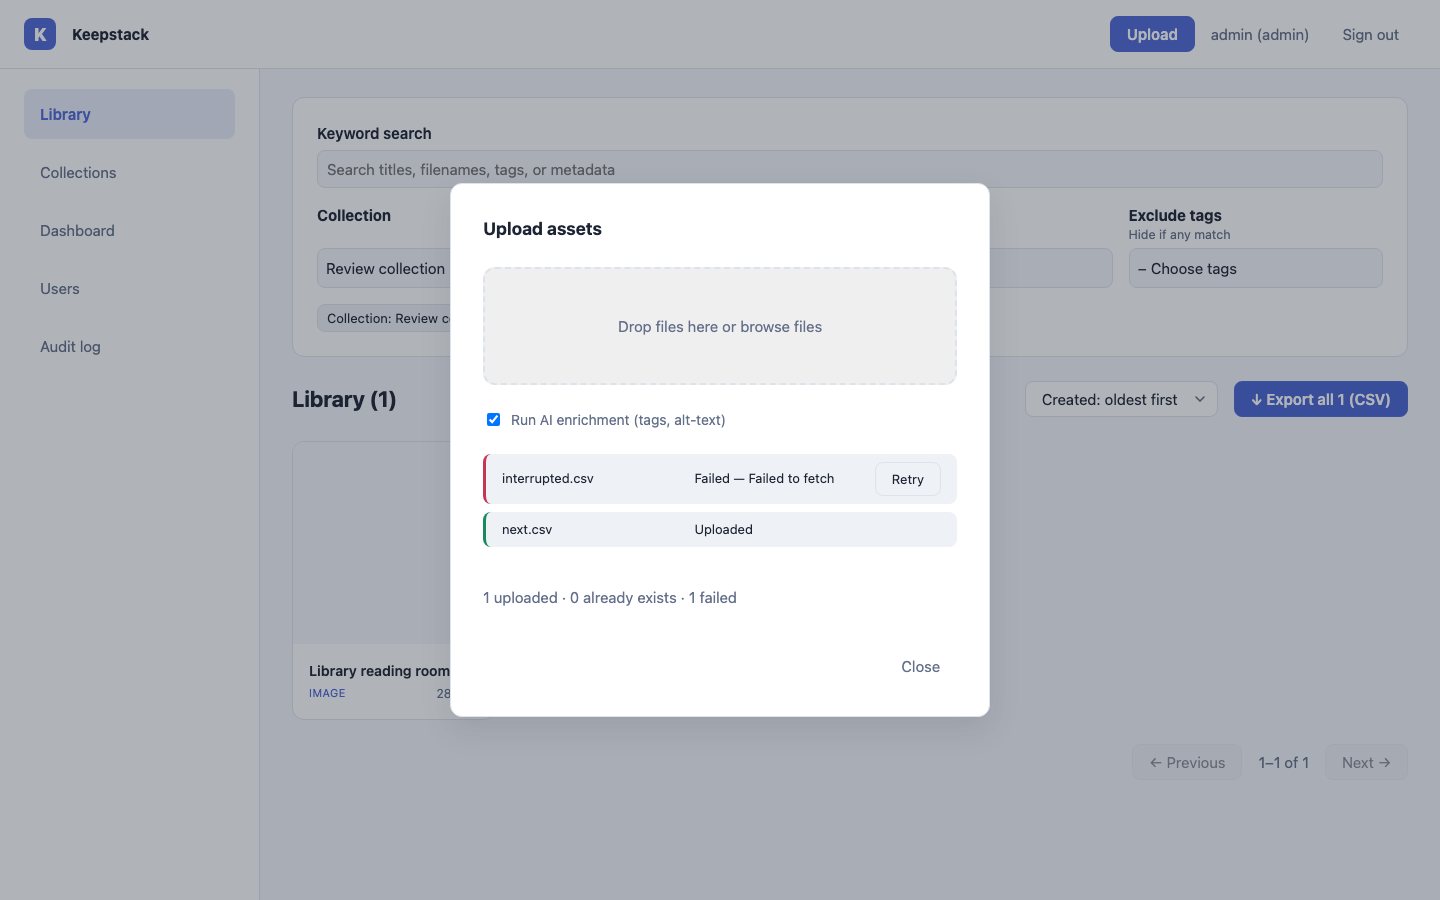 K Keepstack
Upload admin (admin) Sign out
Library
Collections
Dashboard
Users
Audit log
Keyword search
Search titles, filenames, tags, or metadata
Collection
Exclude tags
Hide if any match
Review collection
– Choose tags
Collection: Review
Library (1)
Created: oldest first
↓ Export all 1 (CSV)
Upload assets
Drop files here or browse files
Run AI enrichment (tags, alt-text)
interrupted.csv Failed — Failed to fetch Retry
next.csv Uploaded
1 uploaded · 0 already exists · 1 failed
Close
Library reading room
IMAGE 28
← Previous 1–1 of 1 Next →